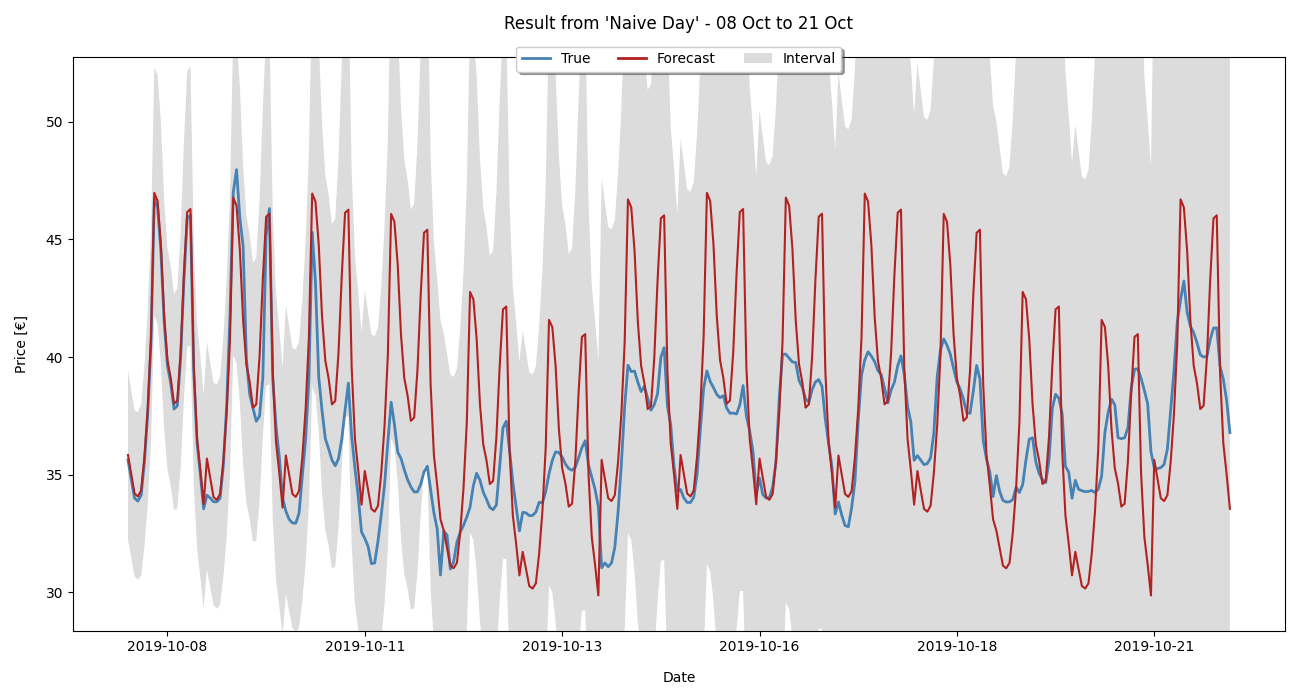 Result from 'Naive Day' - 08 Oct to 21 Oct
True Forecast Interval
50
45
40
35
30
Price [€]
2019-10-08 2019-10-11 2019-10-13 2019-10-16 2019-10-18 2019-10-21
Date